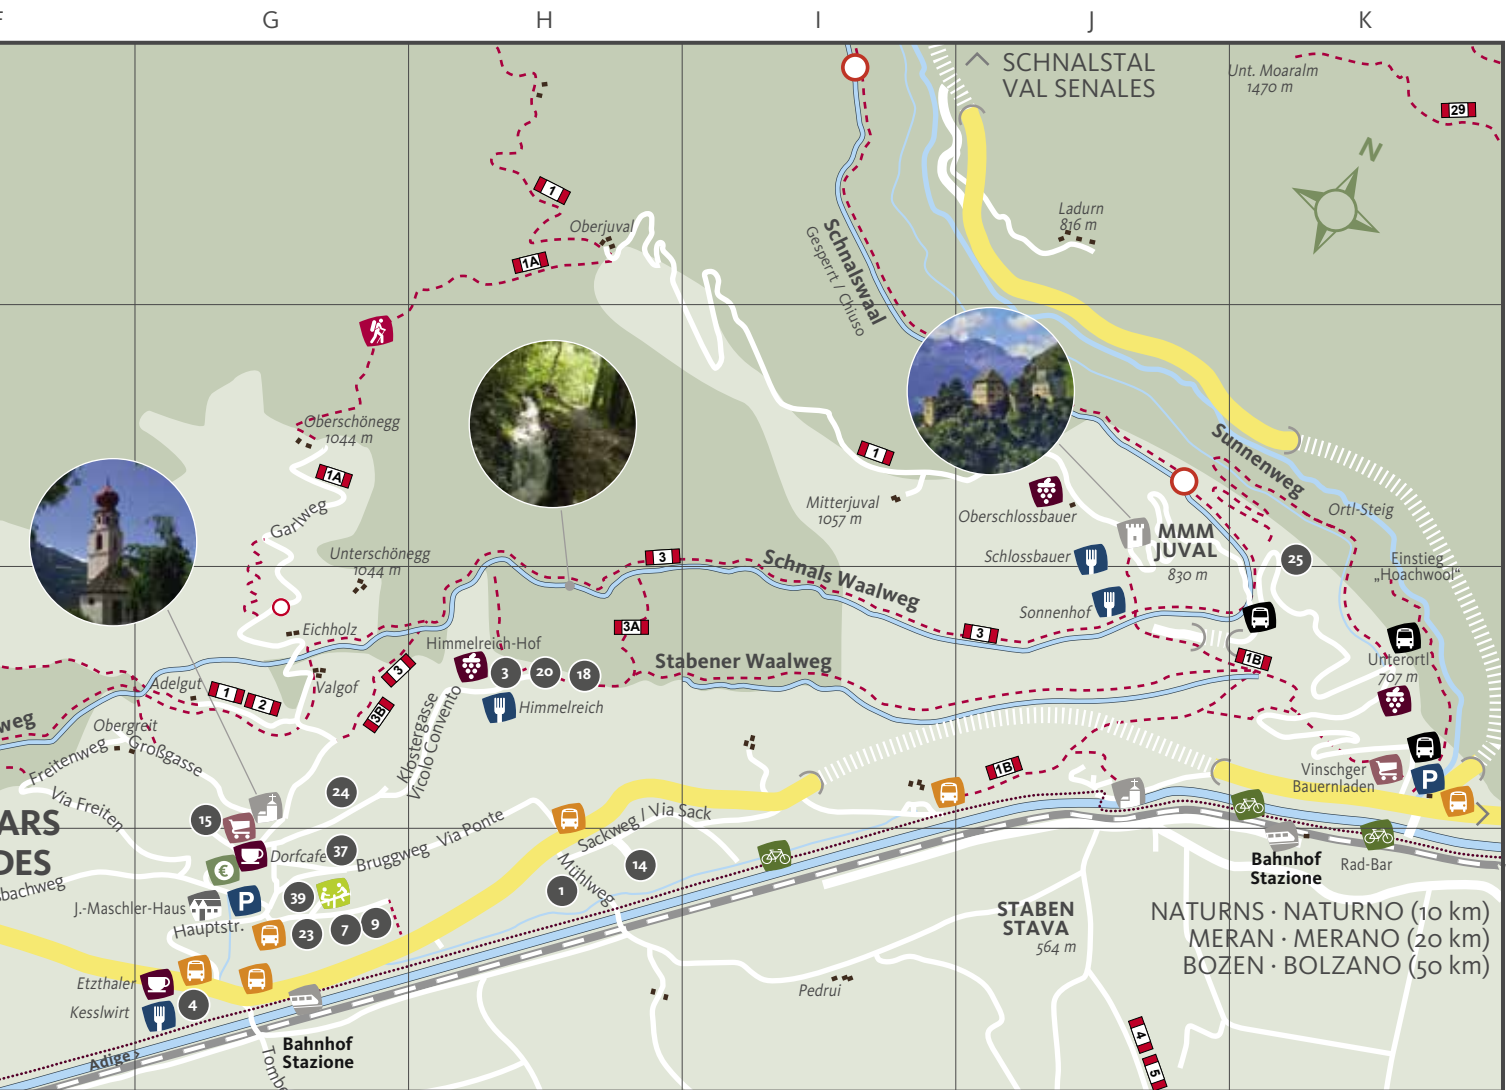 F
G
H
I
J
K
SCHNALSTAL
VAL SENALES
Unt. Moaralm
1470 m
29
N
1
Oberjuval
1A
Ladurn
816 m
Schnalswaal
Gesperrt / Chiuso
Oberschönegg
1044 m
1A
Garlweg
1
Mitterjuval
1057 m
Oberschlossbauer
Sunnenweg
Ortl-Steig
MMM
JUVAL
830 m
Schlossbauer
Sonnenhof
25
Einstieg
„Hoachwool“
Unterschönegg
1044 m
3
Schnals Waalweg
3
3A
Eichholz
Himmelreich-Hof
3
20
18
Stabener Waalweg
1B
Unterortl
707 m
Adelgut
1
2
Valgof
3
3B
Himmelreich
weg
Obergreit
Freitenweg
Großgasse
Klostergasse
Vicolo Convento
Via Freiten
24
15
1B
Vinschger
Bauernladen
P
ARS
DES
Bruggweg
Via Ponte
Sackweg / Via Sack
Dorfcafe
37
€
sbachweg
Mühlweg
14
1
Bahnhof
Stazione
Rad-Bar
J.-Maschler-Haus
P
39
Hauptstr.
23
7
9
STABEN
STAVA
564 m
NATURNS · NATURNO (10 km)
MERAN · MERANO (20 km)
BOZEN · BOLZANO (50 km)
Etzthaler
Kesslwirt
4
Pedrui
Bahnhof
Stazione
Adige ›
Tombo
4
5